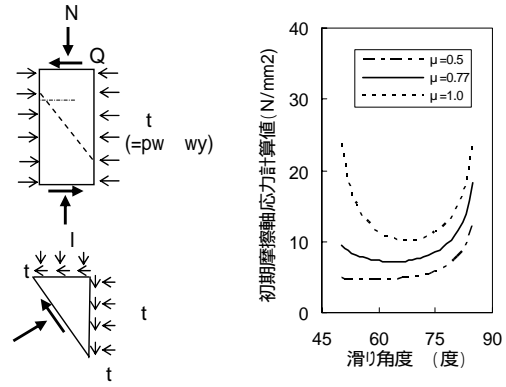 N
Q
t
(=pw wy)
l
t
t
t
初期摩擦軸応力計算値(N/mm2)
40
30
20
10
0
μ=0.5
μ=0.77
μ=1.0
45 60 75 90
滑り角度 (度)